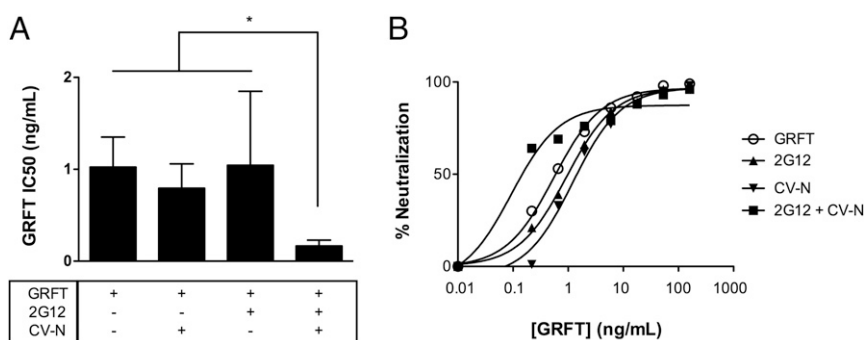 A
*
2
1
0
GRFT IC50 (ng/mL)
GRFT + + + +
2G12 - - + +
CV-N - + - +
B
100
50
0
% Neutralization
0.01 0.1 1 10 100 1000
[GRFT] (ng/mL)
GRFT
2G12
CV-N
2G12 + CV-N